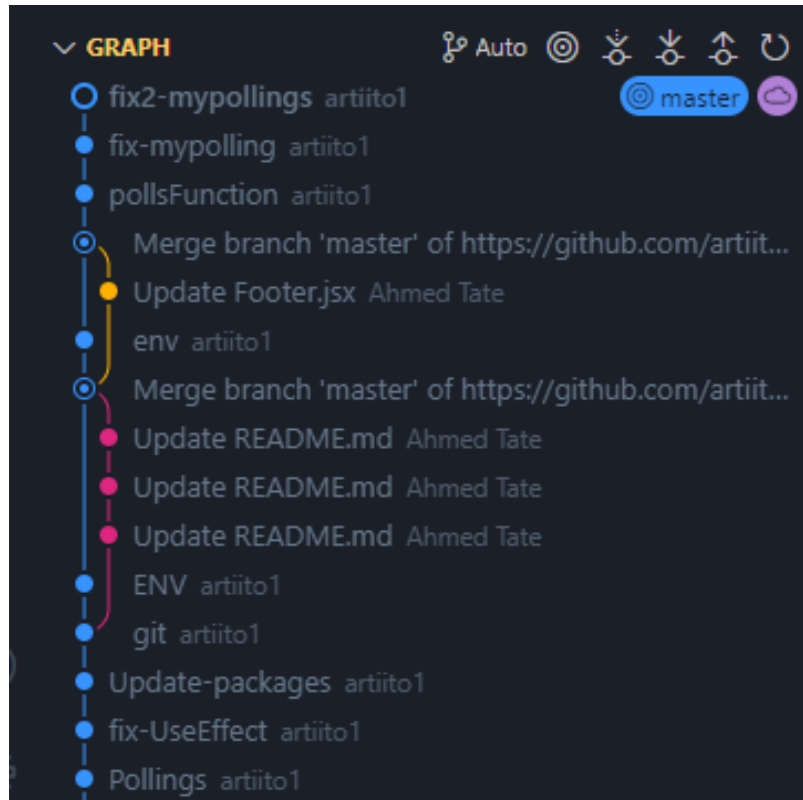 GRAPH Auto
fix2-mypollings artiito1 master
fix-mypolling artiito1
pollsFunction artiito1
Merge branch 'master' of https://github.com/artiit...
Update Footer.jsx Ahmed Tate
env artiito1
Merge branch 'master' of https://github.com/artiit...
Update README.md Ahmed Tate
Update README.md Ahmed Tate
Update README.md Ahmed Tate
ENV artiito1
git artiito1
Update-packages artiito1
fix-UseEffect artiito1
Pollings artiito1